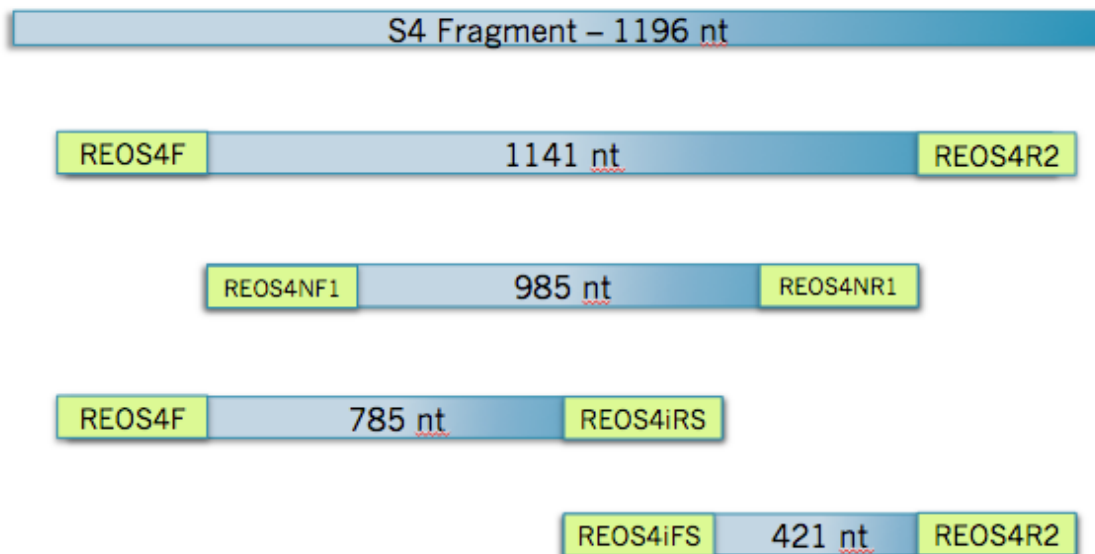 S4 Fragment – 1196 nt
REOS4F 1141 nt REOS4R2
REOS4NF1 985 nt REOS4NR1
REOS4F 785 nt REOS4iRS
REOS4iFS 421 nt REOS4R2